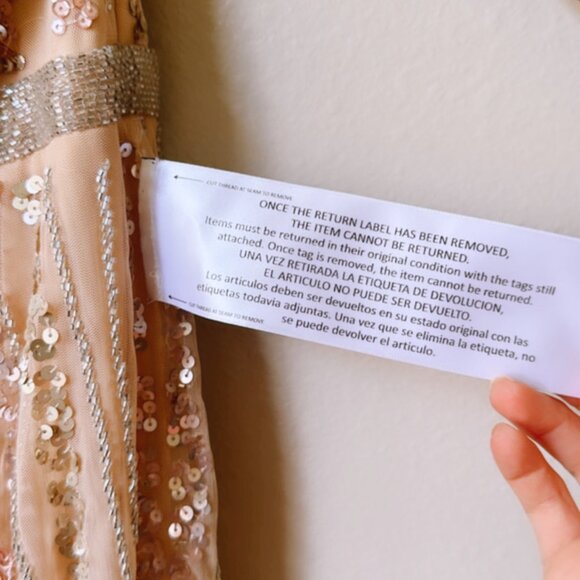 CUT THREAD AT SEAM TO REMOVE
ONCE THE RETURN LABEL HAS BEEN REMOVED,
THE ITEM CANNOT BE RETURNED.
Items must be returned in their original condition with the tags still
attached. Once tag is removed, the item cannot be returned.
UNA VEZ RETIRADA LA ETIQUETA DE DEVOLUCION,
EL ARTICULO NO PUEDE SER DEVUELTO.
Los artículos deben ser devueltos en su estado original con las
etiquetas todavía adjuntas. Una vez que se elimina la etiqueta, no
se puede devolver el artículo.
CUT THREAD AT SEAM TO REMOVE